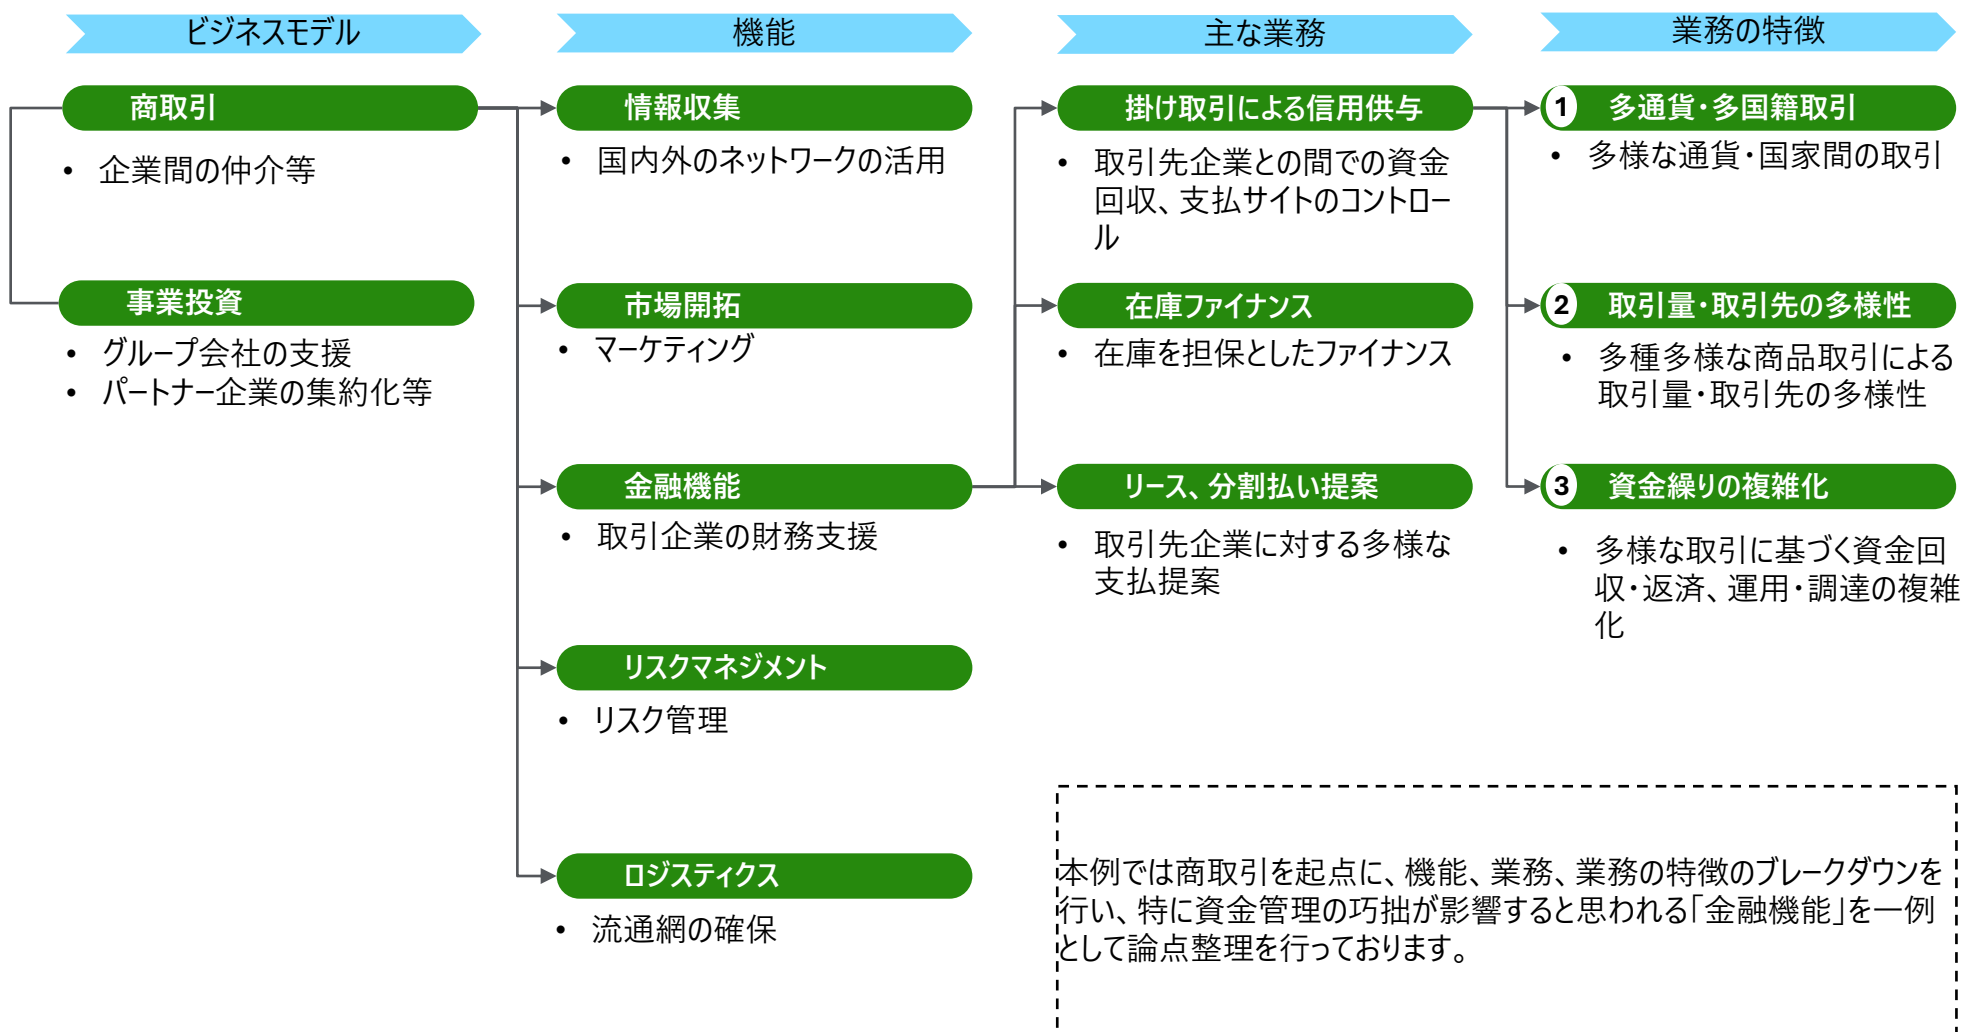 ビジネスモデル
機能
主な業務
業務の特徴
商取引
• 企業間の仲介等
事業投資
• グループ会社の支援
• パートナー企業の集約化等
情報収集
• 国内外のネットワークの活用
市場開拓
• マーケティング
金融機能
• 取引企業の財務支援
リスクマネジメント
• リスク管理
ロジスティクス
• 流通網の確保
掛け取引による信用供与
• 取引先企業との間での資金
回収、支払サイトのコントロー
ル
在庫ファイナンス
• 在庫を担保としたファイナンス
リース、分割払い提案
• 取引先企業に対する多様な
支払提案
1 多通貨・多国籍取引
• 多様な通貨・国家間の取引
2 取引量・取引先の多様性
• 多種多様な商品取引による
取引量・取引先の多様性
3 資金繰りの複雑化
• 多様な取引に基づく資金回
収・返済、運用・調達の複雑
化
本例では商取引を起点に、機能、業務、業務の特徴のブレークダウンを
行い、特に資金管理の巧拙が影響すると思われる「金融機能」を一例
として論点整理を行っております。